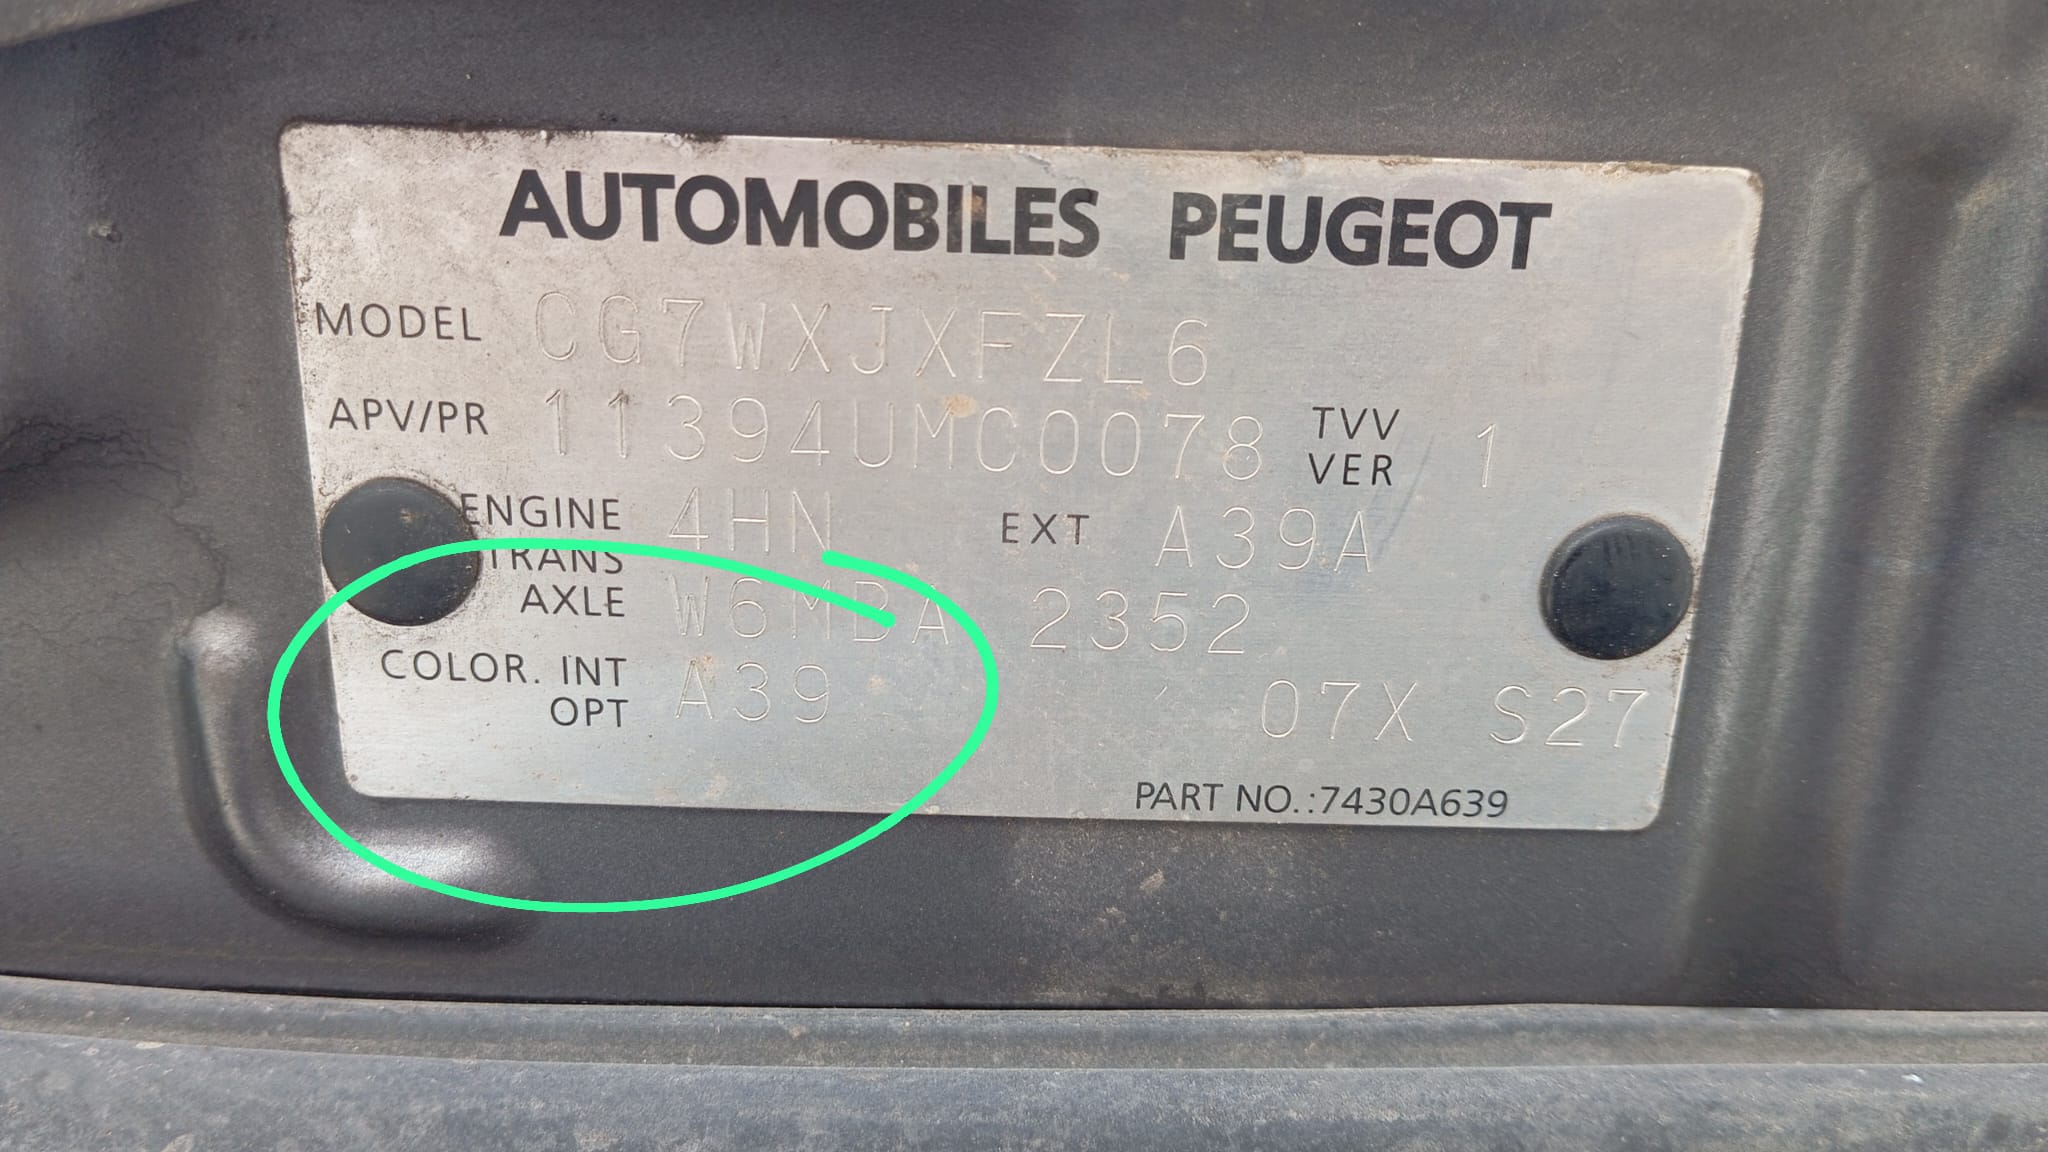 AUTOMOBILES PEUGEOT
MODEL CG7WXJXFZL6
APV/PR 11394UMC0078 TVV VER 1
ENGINE 4HN EXT A39A
TRANS AXLE W6MBA 2352
COLOR. INT OPT A39 07X S27
PART NO.:7430A639